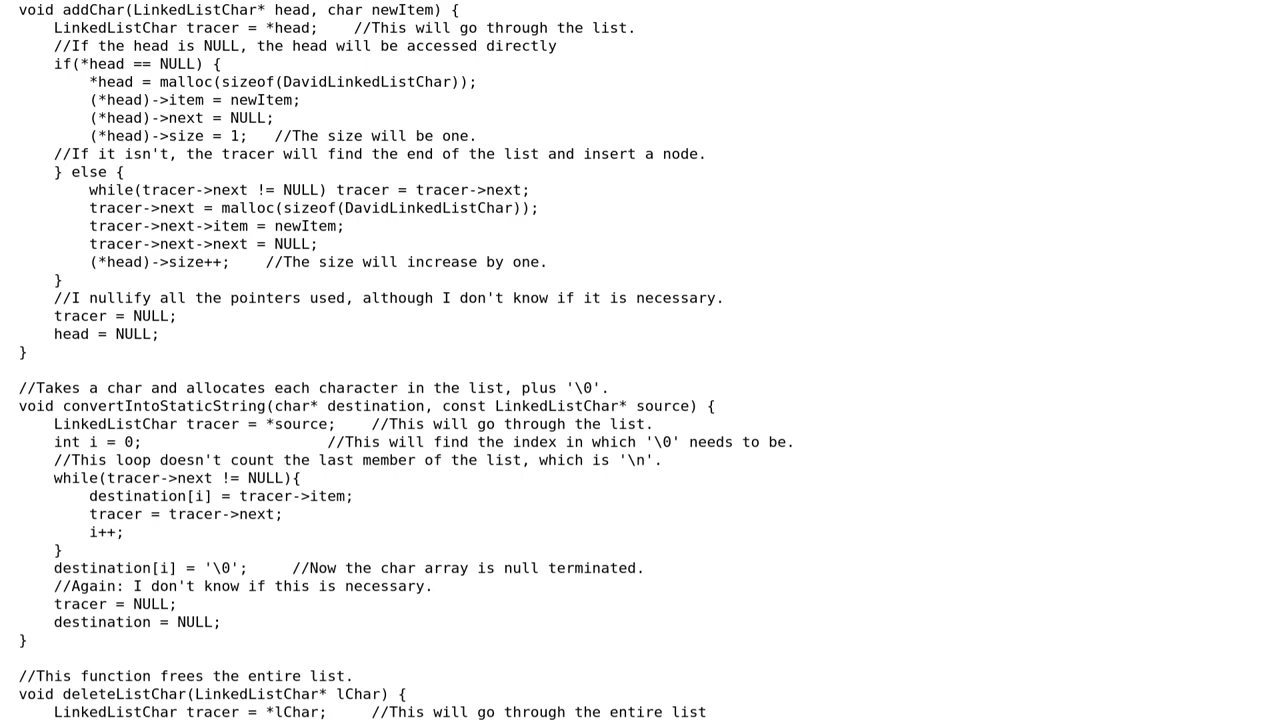 void addChar(LinkedListChar* head, char newItem) {
    LinkedListChar tracer = *head;    //This will go through the list.
    //If the head is NULL, the head will be accessed directly
    if(*head == NULL) {
        *head = malloc(sizeof(DavidLinkedListChar));
        (*head)->item = newItem;
        (*head)->next = NULL;
        (*head)->size = 1;   //The size will be one.
    //If it isn't, the tracer will find the end of the list and insert a node.
    } else {
        while(tracer->next != NULL) tracer = tracer->next;
        tracer->next = malloc(sizeof(DavidLinkedListChar));
        tracer->next->item = newItem;
        tracer->next->next = NULL;
        (*head)->size++;    //The size will increase by one.
    }
    //I nullify all the pointers used, although I don't know if it is necessary.
    tracer = NULL;
    head = NULL;
}

//Takes a char and allocates each character in the list, plus '\0'.
void convertIntoStaticString(char* destination, const LinkedListChar* source) {
    LinkedListChar tracer = *source;    //This will go through the list.
    int i = 0;                     //This will find the index in which '\0' needs to be.
    //This loop doesn't count the last member of the list, which is '\n'.
    while(tracer->next != NULL){
        destination[i] = tracer->item;
        tracer = tracer->next;
        i++;
    }
    destination[i] = '\0';     //Now the char array is null terminated.
    //Again: I don't know if this is necessary.
    tracer = NULL;
    destination = NULL;
}

//This function frees the entire list.
void deleteListChar(LinkedListChar* lChar) {
    LinkedListChar tracer = *lChar;     //This will go through the entire list